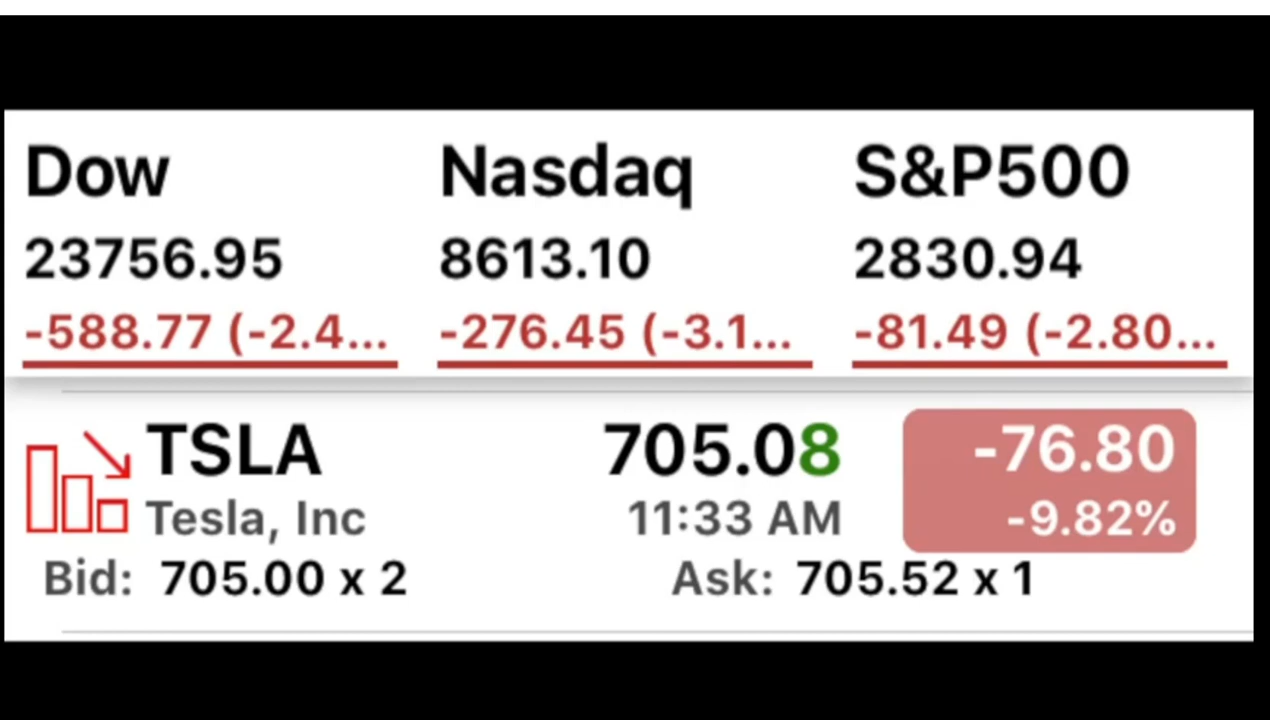 Dow Nasdaq S&P500
23756.95 8613.10 2830.94
-588.77 (-2.4... -276.45 (-3.1... -81.49 (-2.80...
TSLA 705.08 -76.80
Tesla, Inc 11:33 AM -9.82%
Bid: 705.00 x 2 Ask: 705.52 x 1